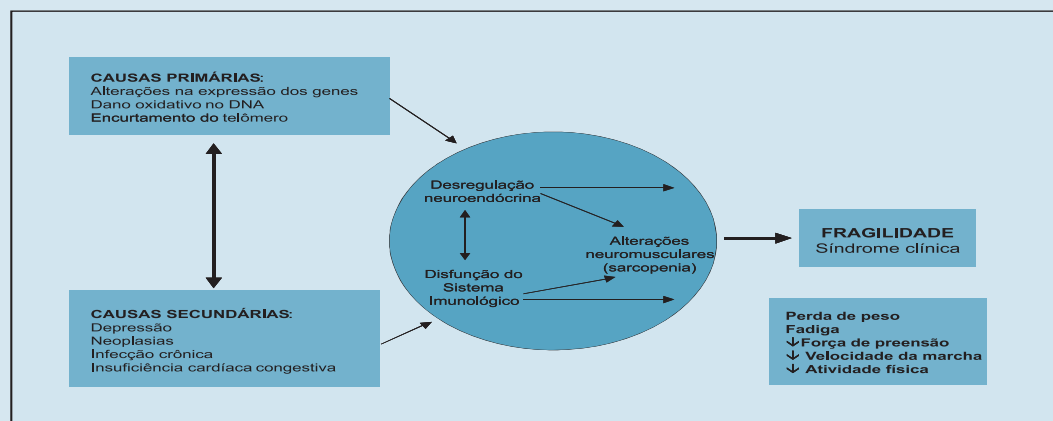 CAUSAS PRIMÁRIAS:
Alterações na expressão dos genes
Dano oxidativo no DNA
Encurtamento do telômero
CAUSAS SECUNDÁRIAS:
Depressão
Neoplasias
Infecção crônica
Insuficiência cardíaca congestiva
Desregulação
neuroendócrina
Disfunção do
Sistema
Imunológico
Alterações
neuromusculares
(sarcopenia)
FRAGILIDADE
Síndrome clínica
Perda de peso
Fadiga
↓Força de preensão
↓ Velocidade da marcha
↓ Atividade física